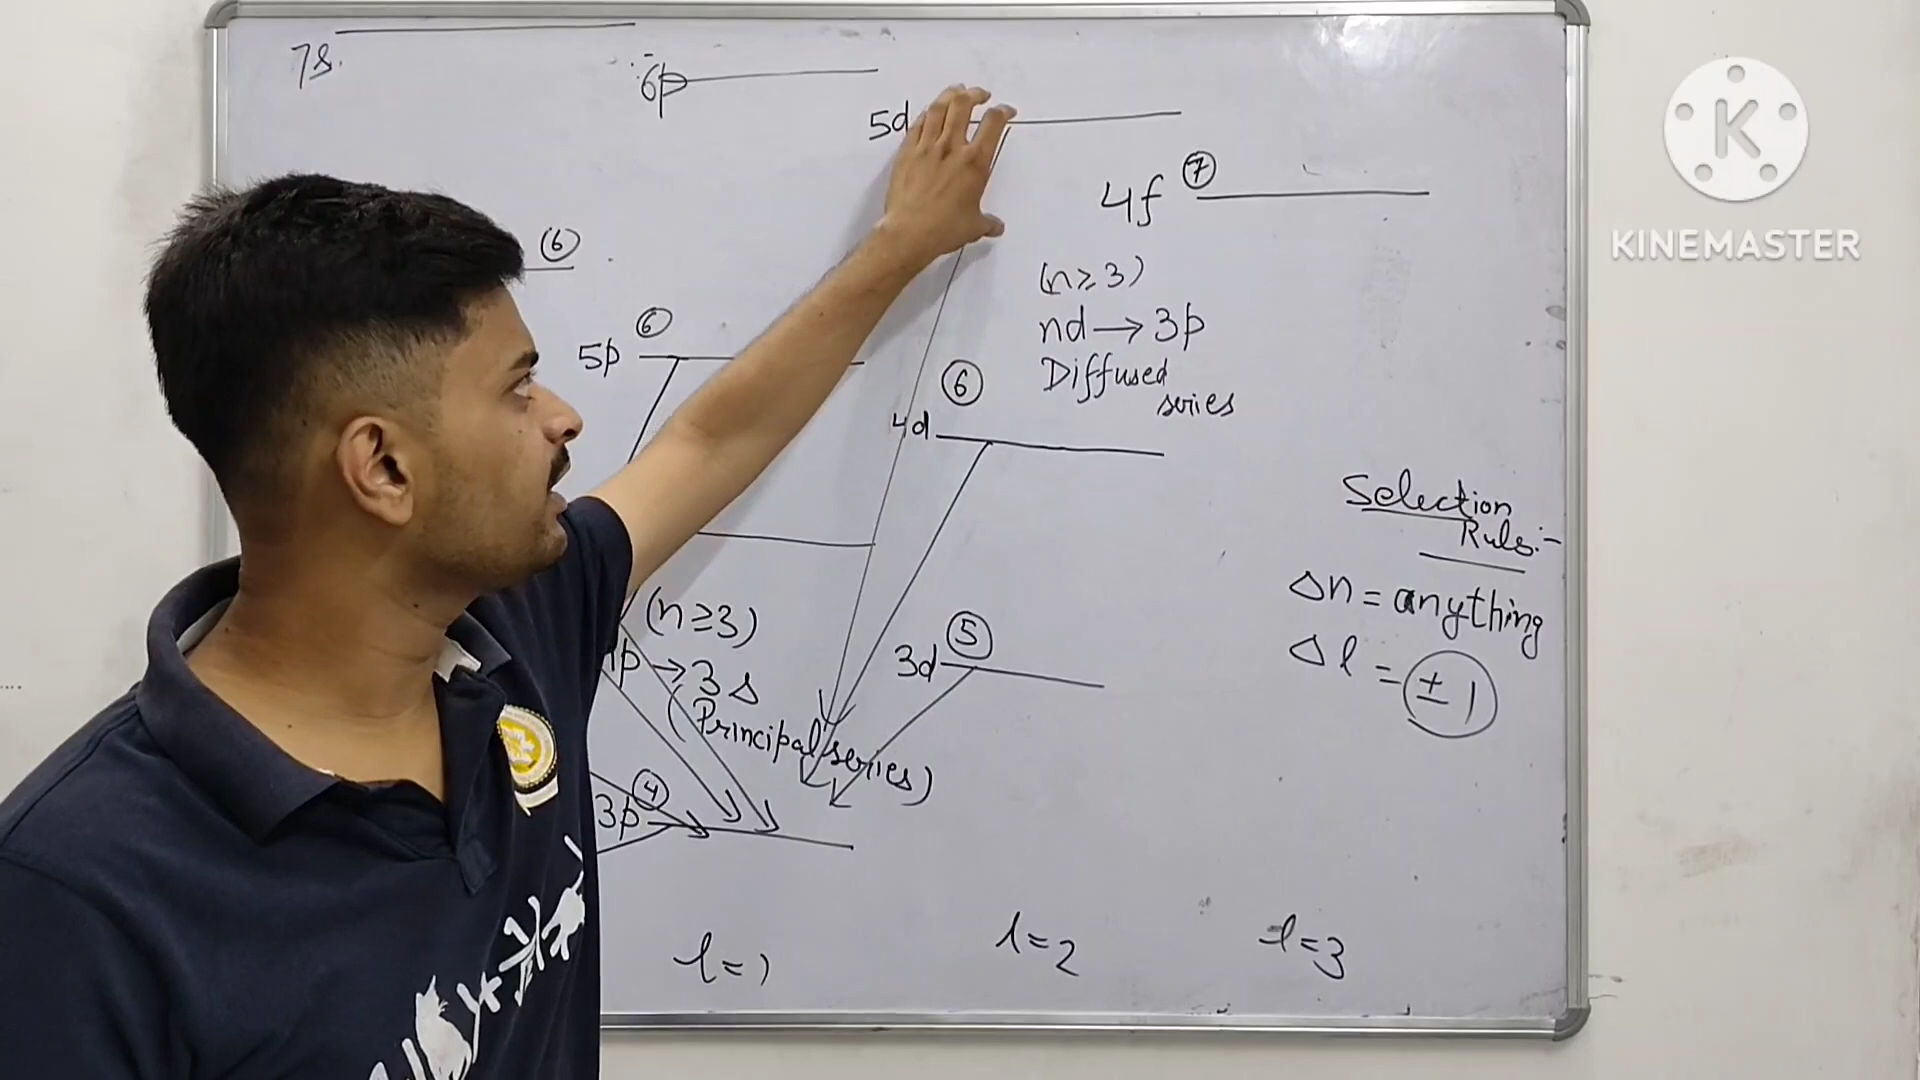 7s.
6p
5d
4f ⑦
⑥
5p ⑥
(n≥3)
nd→3p
Diffused
series
4d ⑥
Selection
Rule:-
Δn = anything
Δl = ±1
(n≥3)
p→3s
(Principal series)
3d ⑤
3p ④
l=1
l=2
l=3
K
KINEMASTER